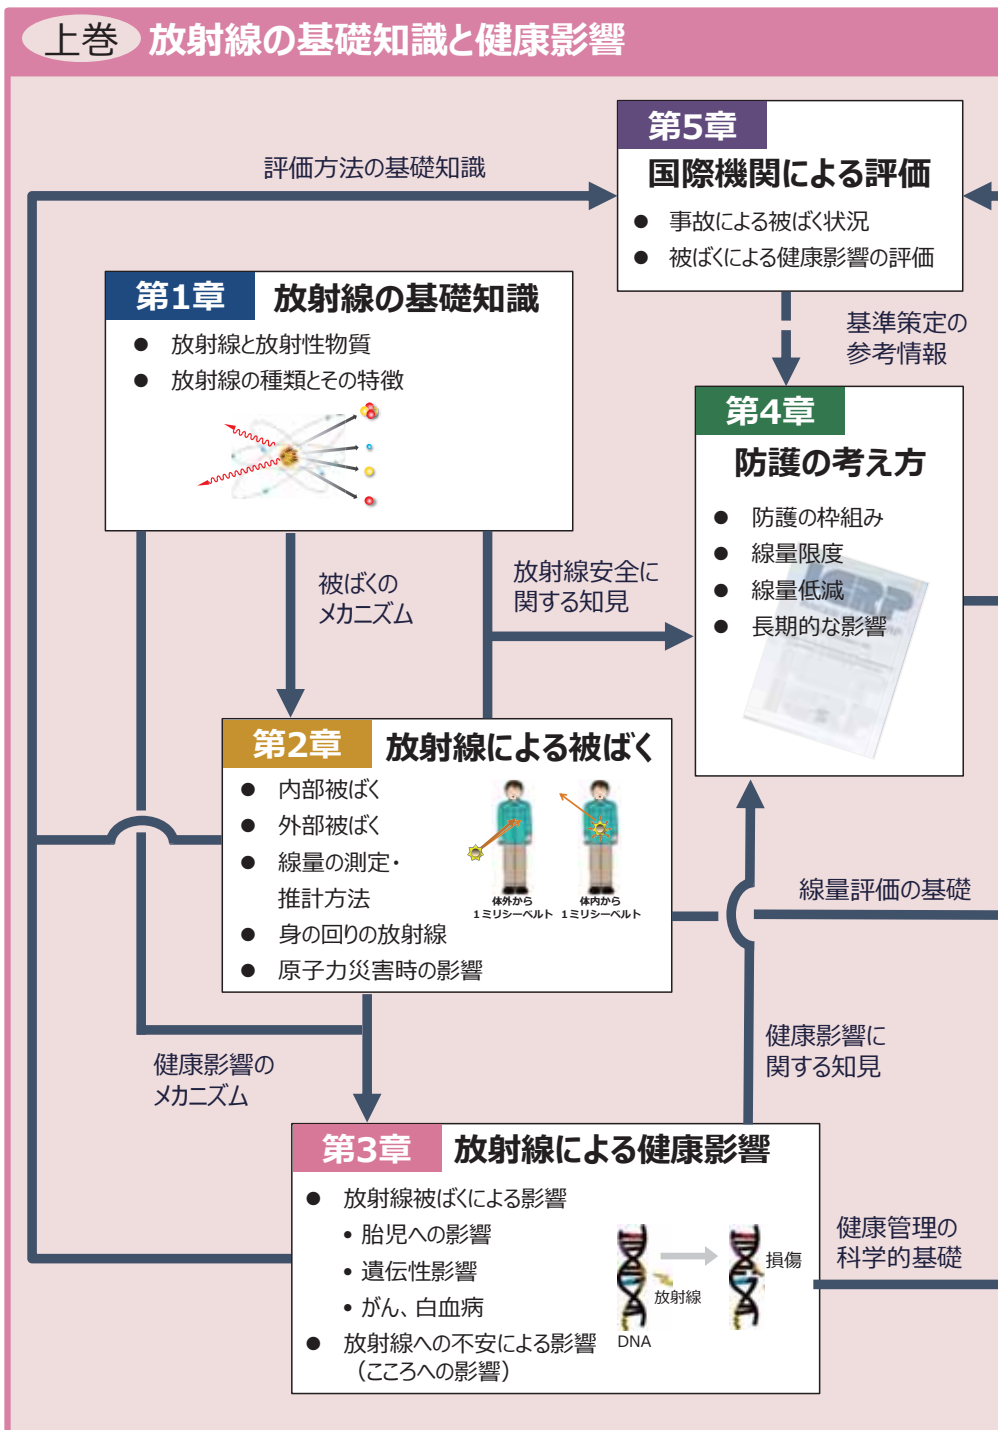 上巻 放射線の基礎知識と健康影響
第5章
国際機関による評価
● 事故による被ばく状況
● 被ばくによる健康影響の評価
評価方法の基礎知識
第1章 放射線の基礎知識
● 放射線と放射性物質
● 放射線の種類とその特徴
基準策定の
参考情報
第4章
防護の考え方
● 防護の枠組み
● 線量限度
● 線量低減
● 長期的な影響
ICRP
被ばくの
メカニズム
放射線安全に
関する知見
第2章 放射線による被ばく
● 内部被ばく
● 外部被ばく
● 線量の測定・
推計方法
● 身の回りの放射線
● 原子力災害時の影響
体外から
1ミリシーベルト
体内から
1ミリシーベルト
線量評価の基礎
健康影響の
メカニズム
健康影響に
関する知見
第3章 放射線による健康影響
● 放射線被ばくによる影響
• 胎児への影響
• 遺伝性影響
• がん、白血病
● 放射線への不安による影響
（こころへの影響）
損傷
放射線
DNA
健康管理の
科学的基礎